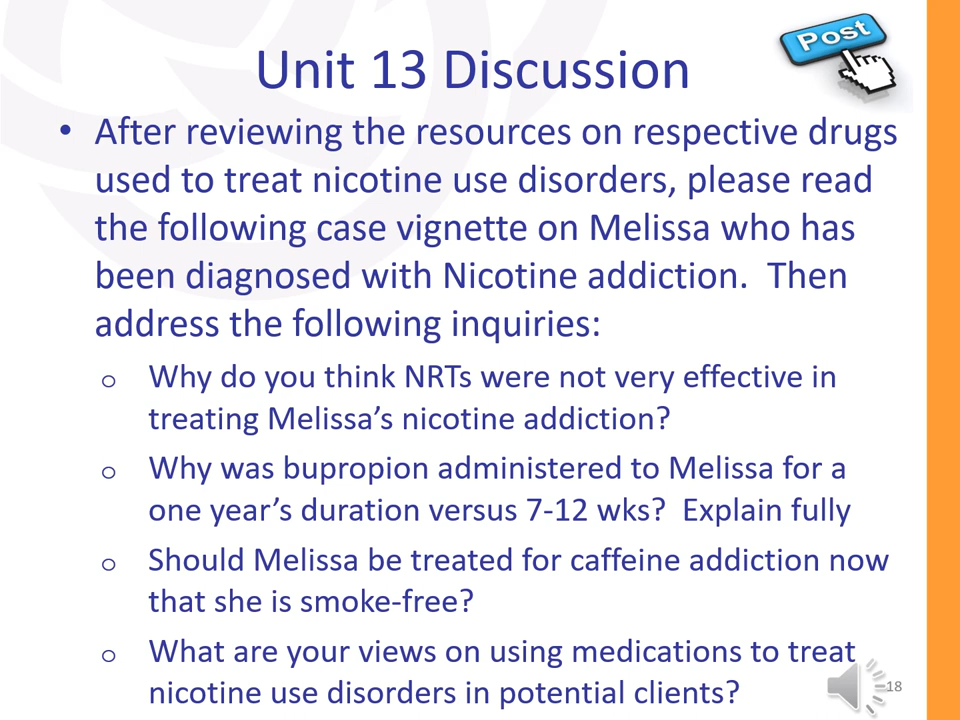 Post
Unit 13 Discussion
• After reviewing the resources on respective drugs
used to treat nicotine use disorders, please read
the following case vignette on Melissa who has
been diagnosed with Nicotine addiction.  Then
address the following inquiries:
o Why do you think NRTs were not very effective in
treating Melissa’s nicotine addiction?
o Why was bupropion administered to Melissa for a
one year’s duration versus 7-12 wks?  Explain fully
o Should Melissa be treated for caffeine addiction now
that she is smoke-free?
o What are your views on using medications to treat
nicotine use disorders in potential clients?
18